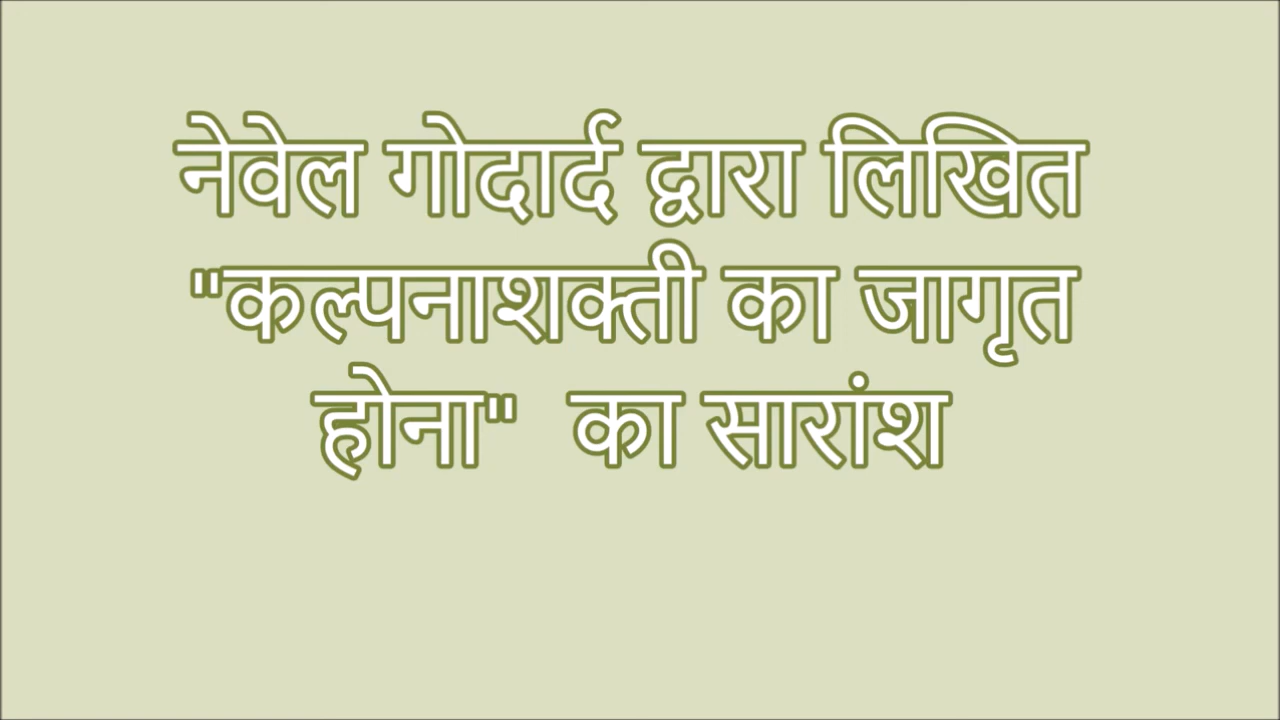 नेवेल गोदार्द द्वारा लिखित
"कल्पनाशक्ती का जागृत
होना" का सारांश